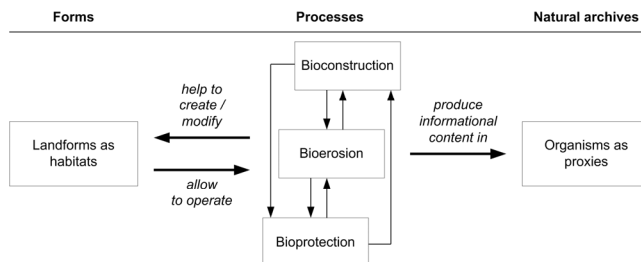 Forms
Processes
Natural archives
Bioconstruction
help to
create /
modify
produce
informational
content in
Landforms as
habitats
Bioerosion
Organisms as
proxies
allow
to operate
Bioprotection